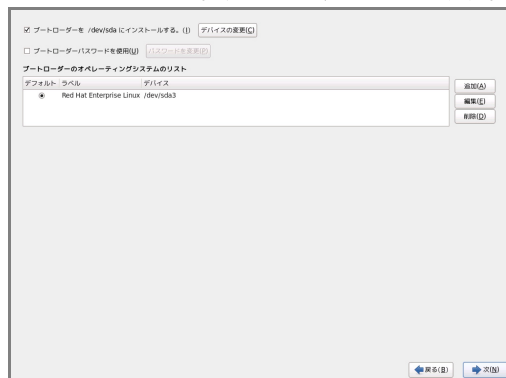 ブートローダーを /dev/sda にインストールする。(I) デバイスの変更(C)
ブートローダーパスワードを使用(U) パスワードを変更(P)
ブートローダーのオペレーティングシステムのリスト
デフォルト ラベル デバイス
Red Hat Enterprise Linux /dev/sda3
追加(A)
編集(E)
削除(D)
戻る(B) 次(N)